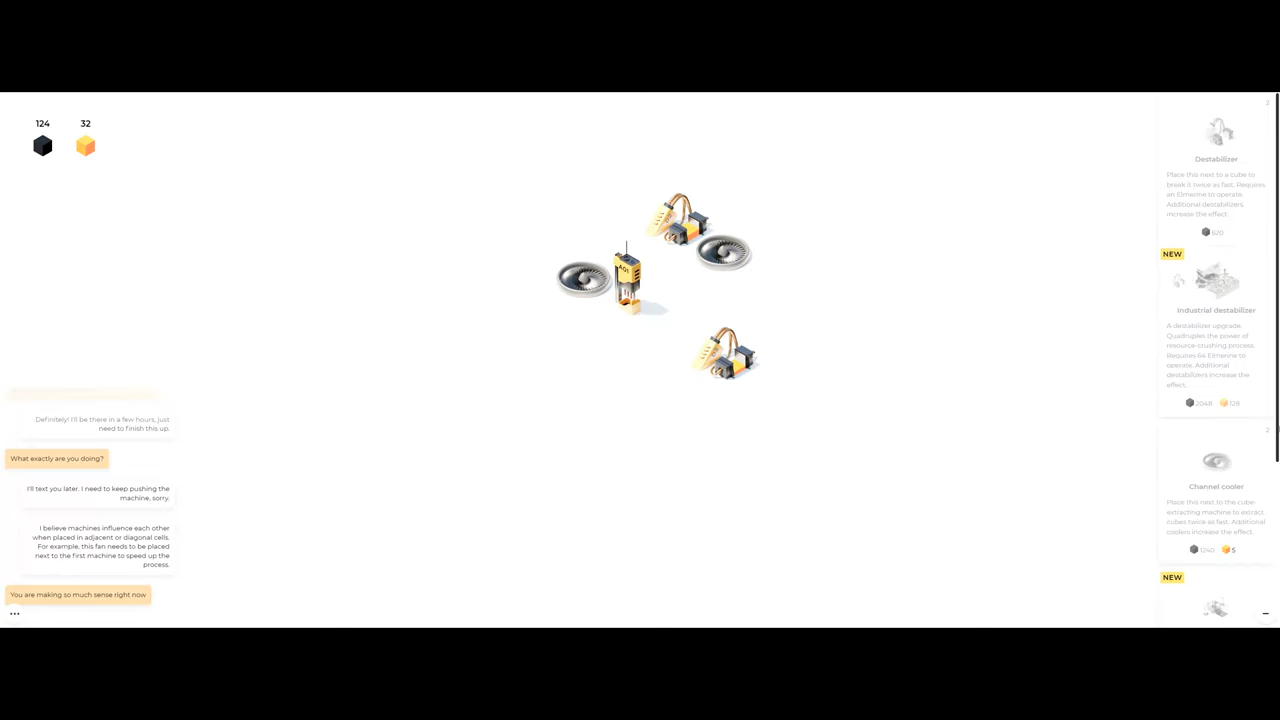 124
32
A01
Definitely! I'll be there in a few hours, just
need to finish this up.
What exactly are you doing?
I'll text you later. I need to keep pushing the
machine, sorry.
I believe machines influence each other
when placed in adjacent or diagonal cells.
For example, this fan needs to be placed
next to the first machine to speed up the
process.
You are making so much sense right now
2
Destabilizer
Place this next to a cube to
break it twice as fast. Requires
an Elmerine to operate.
Additional destabilizers
increase the effect.
620
NEW
Industrial destabilizer
A destabilizer upgrade.
Quadruples the power of
resource-crushing process.
Requires 64 Elmerine to
operate. Additional
destabilizers increase the
effect.
2048
128
2
Channel cooler
Place this next to the cube-
extracting machine to extract
cubes twice as fast. Additional
coolers increase the effect.
1240
5
NEW